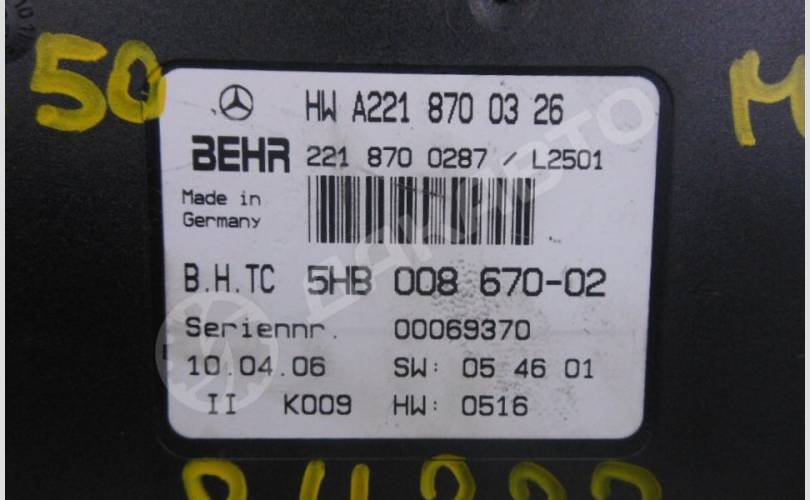 50
M
HW A221 870 03 26
BEHR 221 870 0287 / L2501
Made in
Germany
B.H.TC 5HB 008 670-02
Seriennr. 00069370
10.04.06 SW: 05 46 01
II K009 HW: 0516
ДАКАВТО